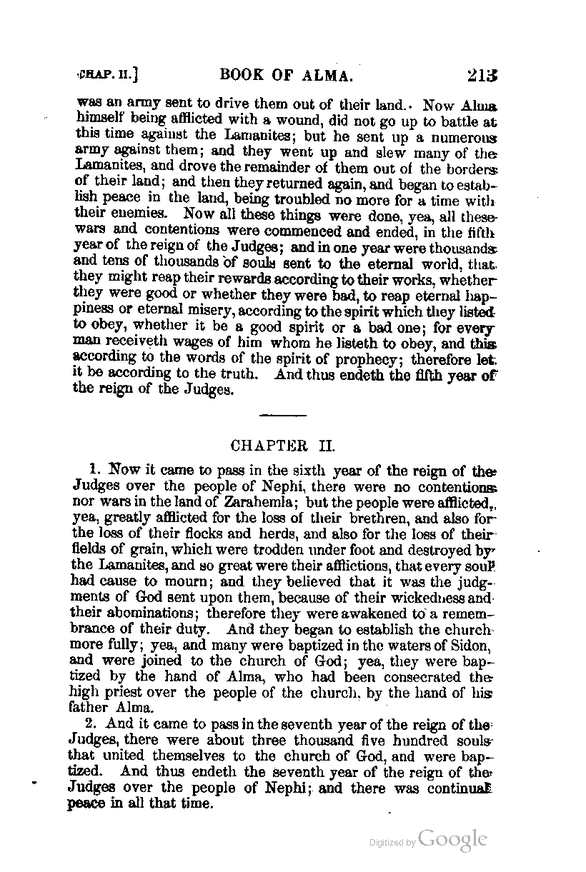 CHAP. II.] BOOK OF ALMA. 213
was an army sent to drive them out of their land. Now Alma
himself being afflicted with a wound, did not go up to battle at
this time against the Lamanites; but he sent up a numerous
army against them; and they went up and slew many of the
Lamanites, and drove the remainder of them out of the borders
of their land; and then they returned again, and began to estab-
lish peace in the land, being troubled no more for a time with
their enemies. Now all these things were done, yea, all these
wars and contentions were commenced and ended, in the fifth
year of the reign of the Judges; and in one year were thousands
and tens of thousands of souls sent to the eternal world, that
they might reap their rewards according to their works, whether
they were good or whether they were bad, to reap eternal hap-
piness or eternal misery, according to the spirit which they listed
to obey, whether it be a good spirit or a bad one; for every
man receiveth wages of him whom he listeth to obey, and this
according to the words of the spirit of prophecy; therefore let
it be according to the truth. And thus endeth the fifth year of
the reign of the Judges.
CHAPTER II.
1. Now it came to pass in the sixth year of the reign of the
Judges over the people of Nephi, there were no contentions
nor wars in the land of Zarahemla; but the people were afflicted,
yea, greatly afflicted for the loss of their brethren, and also for
the loss of their flocks and herds, and also for the loss of their
fields of grain, which were trodden under foot and destroyed by
the Lamanites, and so great were their afflictions, that every soul
had cause to mourn; and they believed that it was the judg-
ments of God sent upon them, because of their wickedness and
their abominations; therefore they were awakened to a remem-
brance of their duty. And they began to establish the church
more fully; yea, and many were baptized in the waters of Sidon,
and were joined to the church of God; yea, they were bap-
tized by the hand of Alma, who had been consecrated the
high priest over the people of the church, by the hand of his
father Alma.
2. And it came to pass in the seventh year of the reign of the
Judges, there were about three thousand five hundred souls
that united themselves to the church of God, and were bap-
tized. And thus endeth the seventh year of the reign of the
Judges over the people of Nephi; and there was continual
peace in all that time.
Digitized by Google